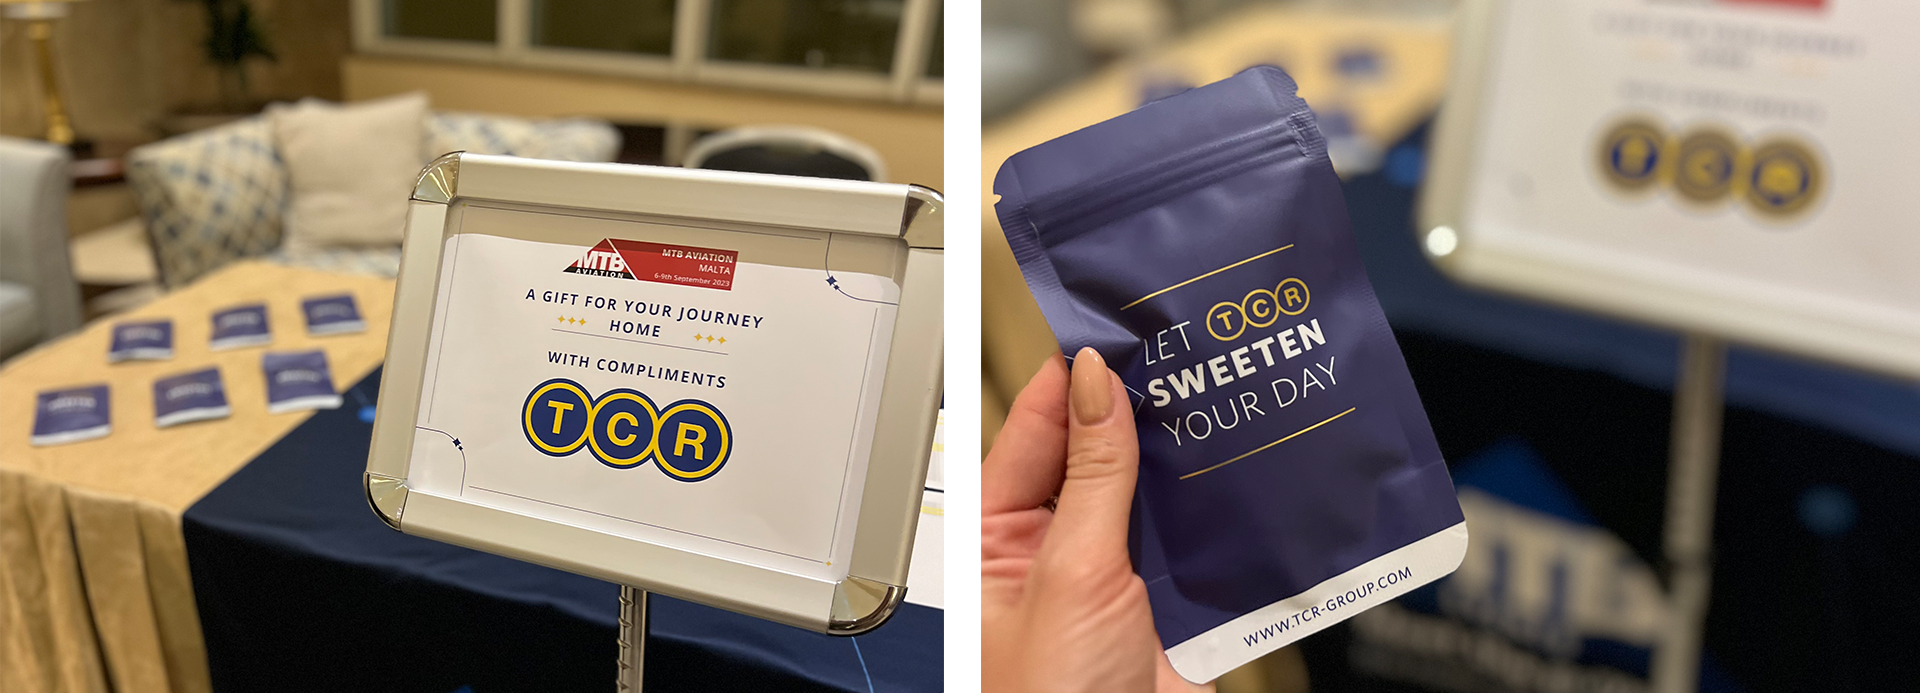 MTB
AVIATION
MTB AVIATION
MALTA
6-9th September 2023
A GIFT FOR YOUR JOURNEY
HOME
WITH COMPLIMENTS
TCR
LET TCR
SWEETEN
YOUR DAY
WWW.TCR-GROUP.COM